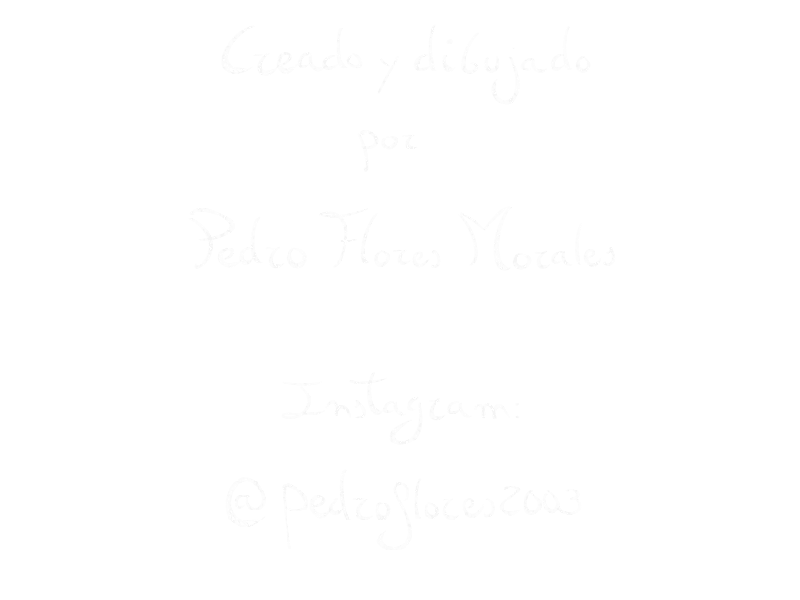 Creado y dibujado
por
Pedro Flores Morales
Instagram:
@pedroflores2003